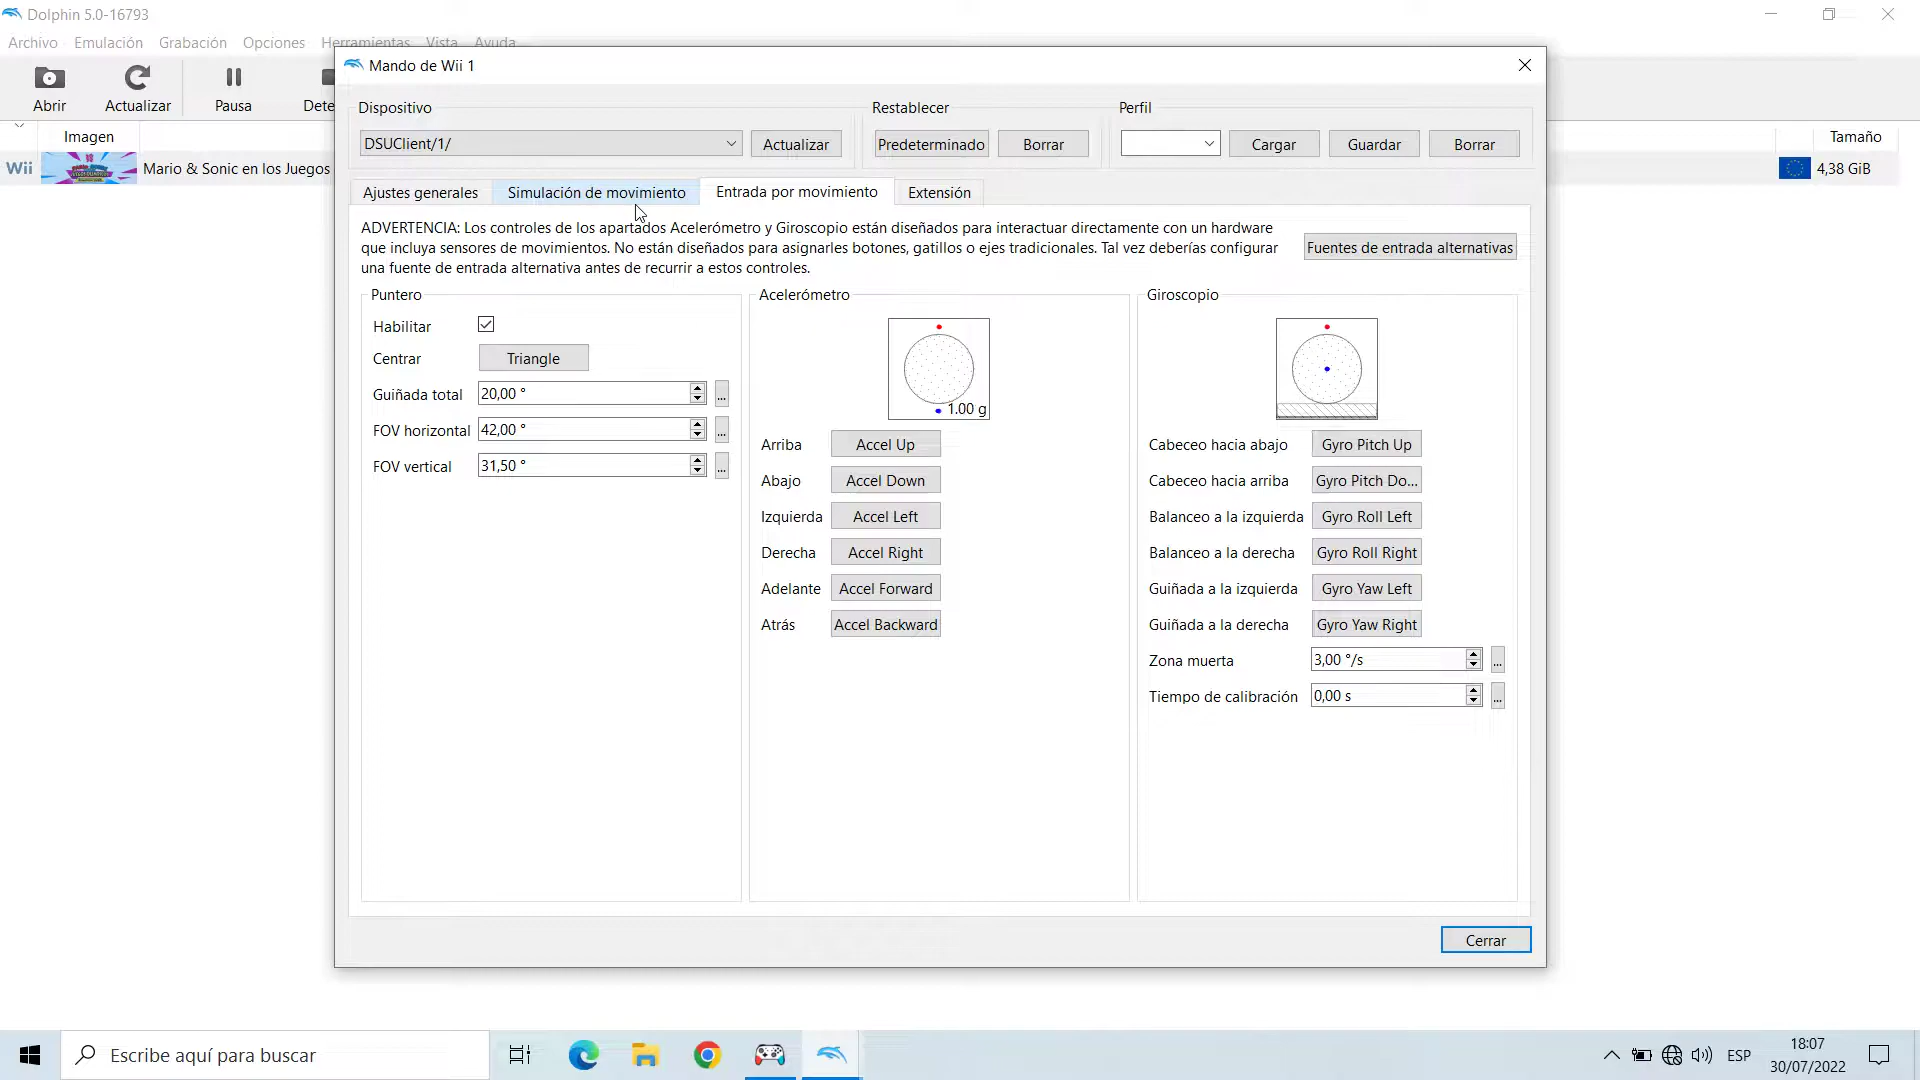 Dolphin 5.0-16793
Archivo Emulación Grabación Opciones Herramientas Vista Ayuda
Abrir Actualizar Pausa Dete
Imagen Tamaño
Wii Mario & Sonic en los Juegos 4,38 GiB
Mando de Wii 1
Dispositivo Restablecer Perfil
DSUClient/1/ Actualizar Predeterminado Borrar Cargar Guardar Borrar
Ajustes generales Simulación de movimiento Entrada por movimiento Extensión
ADVERTENCIA: Los controles de los apartados Acelerómetro y Giroscopio están diseñados para interactuar directamente con un hardware
que incluya sensores de movimientos. No están diseñados para asignarles botones, gatillos o ejes tradicionales. Tal vez deberías configurar
una fuente de entrada alternativa antes de recurrir a estos controles.
Fuentes de entrada alternativas
Puntero
Habilitar
Centrar Triangle
Guiñada total 20,00 ° ...
FOV horizontal 42,00 ° ...
FOV vertical 31,50 ° ...
Acelerómetro
1.00 g
Arriba Accel Up
Abajo Accel Down
Izquierda Accel Left
Derecha Accel Right
Adelante Accel Forward
Atrás Accel Backward
Giroscopio
Cabeceo hacia abajo Gyro Pitch Up
Cabeceo hacia arriba Gyro Pitch Do...
Balanceo a la izquierda Gyro Roll Left
Balanceo a la derecha Gyro Roll Right
Guiñada a la izquierda Gyro Yaw Left
Guiñada a la derecha Gyro Yaw Right
Zona muerta 3,00 °/s ...
Tiempo de calibración 0,00 s ...
Cerrar
Escribe aquí para buscar
ESP
18:07
30/07/2022